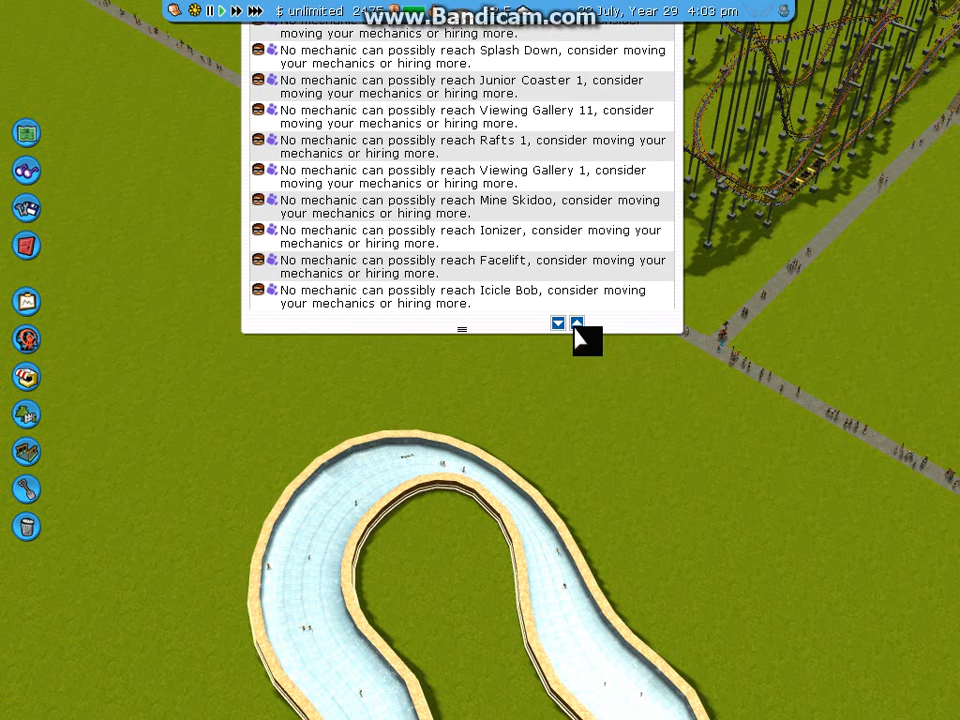 $ unlimited
www.Bandicam.com
July, Year 29 4:03 pm
moving your mechanics or hiring more.
No mechanic can possibly reach Splash Down, consider moving
your mechanics or hiring more.
No mechanic can possibly reach Junior Coaster 1, consider
moving your mechanics or hiring more.
No mechanic can possibly reach Viewing Gallery 11, consider
moving your mechanics or hiring more.
No mechanic can possibly reach Rafts 1, consider moving your
mechanics or hiring more.
No mechanic can possibly reach Viewing Gallery 1, consider
moving your mechanics or hiring more.
No mechanic can possibly reach Mine Skidoo, consider moving
your mechanics or hiring more.
No mechanic can possibly reach Ionizer, consider moving your
mechanics or hiring more.
No mechanic can possibly reach Facelift, consider moving your
mechanics or hiring more.
No mechanic can possibly reach Icicle Bob, consider moving
your mechanics or hiring more.